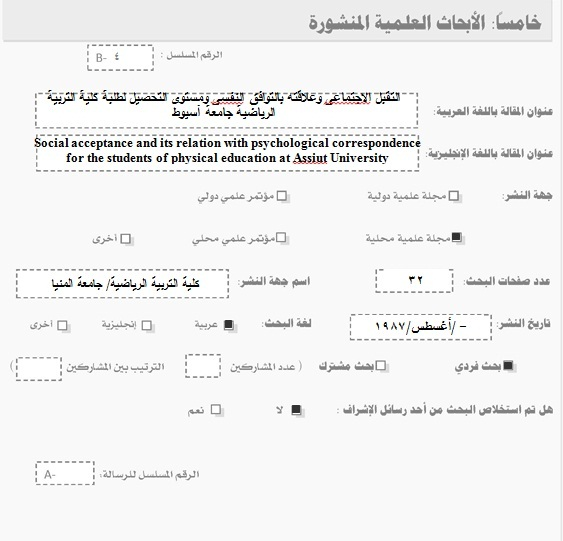 خامساً: الأبحاث العلمية المنشورة
الرقم المسلسل : B- ٤
عنوان المقالة باللغة العربية: التقبل الإجتماعى وعلاقته بالتوافق النفسى ومستوى التحصيل لطلبة كلية التربية
الرياضية جامعة أسيوط
عنوان المقالة باللغة الإنجليزية: Social acceptance and its relation with psychological correspondence
for the students of physical education at Assiut University
جهة النشر: مجلة علمية دولية مؤتمر علمي دولي
مجلة علمية محلية مؤتمر علمي محلي أخرى
عدد صفحات البحث: ٣٢ اسم جهة النشر: كلية التربية الرياضية/ جامعة المنيا
تاريخ النشر: – /أغسطس/١٩٨٧ لغة البحث: عربية إنجليزية أخرى
بحث فردي بحث مشترك ( عدد المشاركين الترتيب بين المشاركين )
هل تم استخلاص البحث من أحد رسائل الإشراف : لا نعم
الرقم المسلسل للرسالة: A-